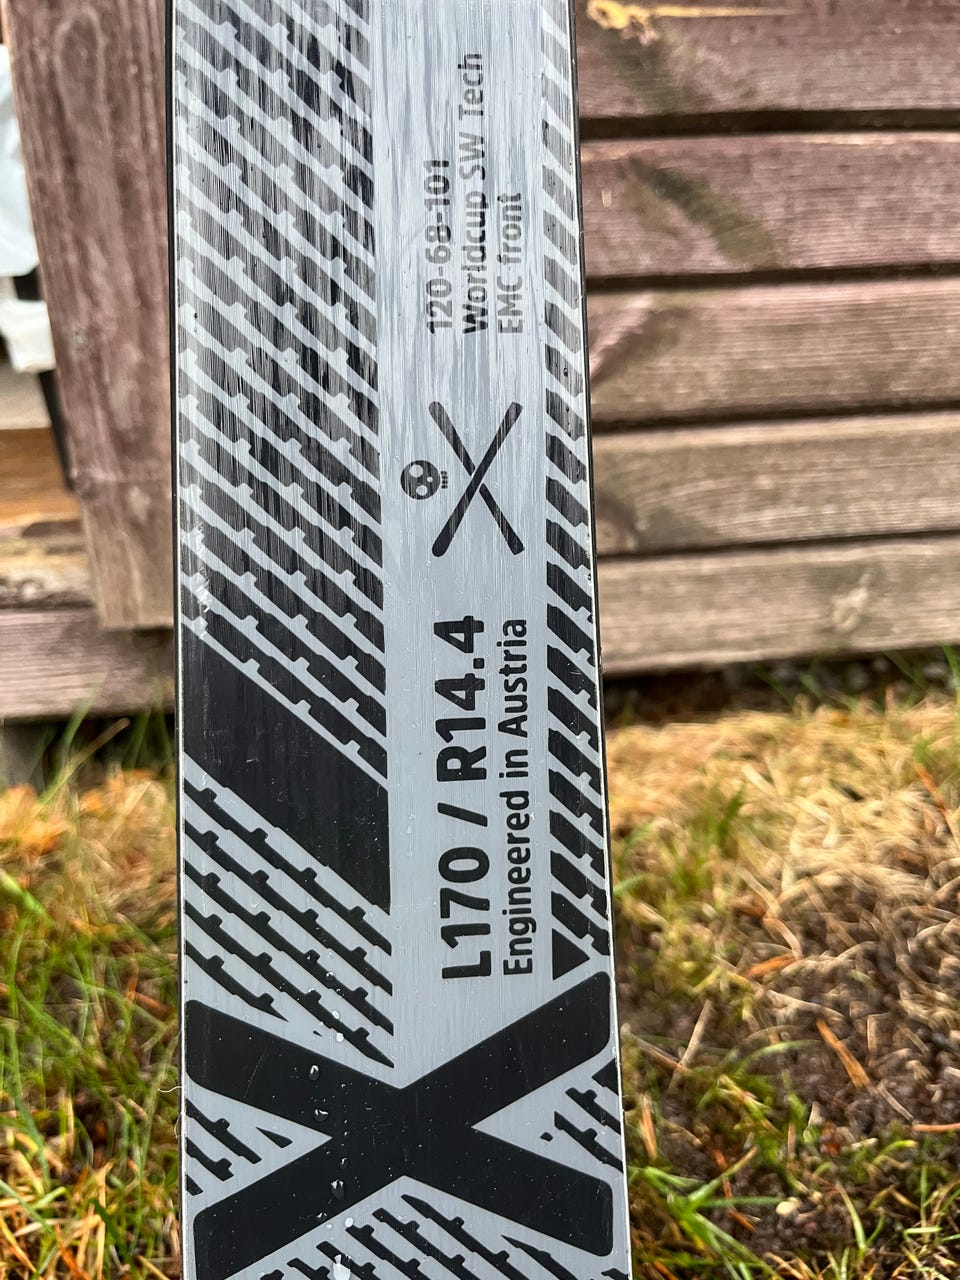 120-68-101
Worldcup SW Tech
EMC front
L170 / R14.4
Engineered in Austria